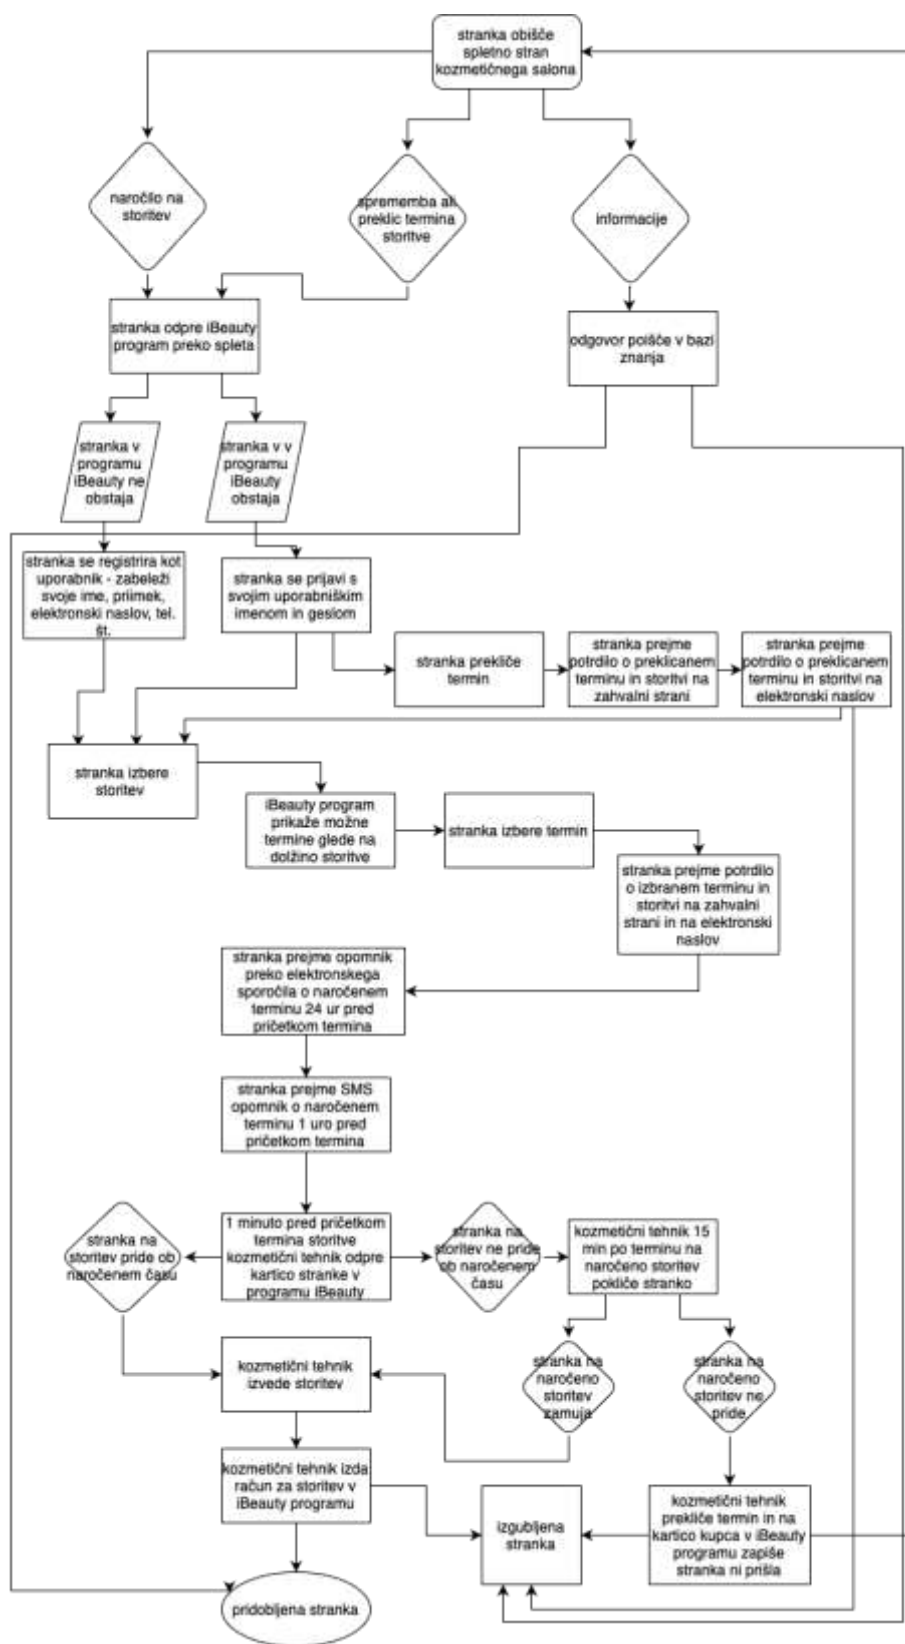 stranka obišče
spletno stran
kozmetičnega salona
naročilo na
storitev
sprememba ali
preklic termina
storitve
informacije
stranka odpre iBeauty
program preko spleta
odgovor poišče v bazi
znanja
stranka v
programu
iBeauty ne
obstaja
stranka v v
programu
iBeauty
obstaja
stranka se registrira kot
uporabnik - zabeleži
svoje ime, priimek,
elektronski naslov, tel.
št.
stranka se prijavi s
svojim uporabniškim
imenom in geslom
stranka prekliče
termin
stranka prejme
potrdilo o preklicanem
terminu in storitvi na
zahvalni strani
stranka prejme
potrdilo o preklicanem
terminu in storitvi na
elektronski naslov
stranka izbere
storitev
iBeauty program
prikaže možne
termine glede na
dolžino storitve
stranka izbere termin
stranka prejme potrdilo
o izbranem terminu in
storitvi na zahvalni
strani in na elektronski
naslov
stranka prejme opomnik
preko elektronskega
sporočila o naročenem
terminu 24 ur pred
pričetkom termina
stranka prejme SMS
opomnik o naročenem
terminu 1 uro pred
pričetkom termina
stranka na
storitev pride ob
naročenem času
1 minuto pred pričetkom
termina storitve
kozmetični tehnik odpre
kartico stranke v
programu iBeauty
stranka na
storitev ne pride
ob naročenem
času
kozmetični tehnik 15
min po terminu na
naročeno storitev
pokliče stranko
kozmetični tehnik
izvede storitev
stranka na
naročeno
storitev
zamuja
stranka na
naročeno
storitev ne
pride
kozmetični tehnik izda
račun za storitev v
iBeauty programu
izgubljena
stranka
kozmetični tehnik
prekliče termin in na
kartico kupca v iBeauty
programu zapiše
stranka ni prišla
pridobljena stranka